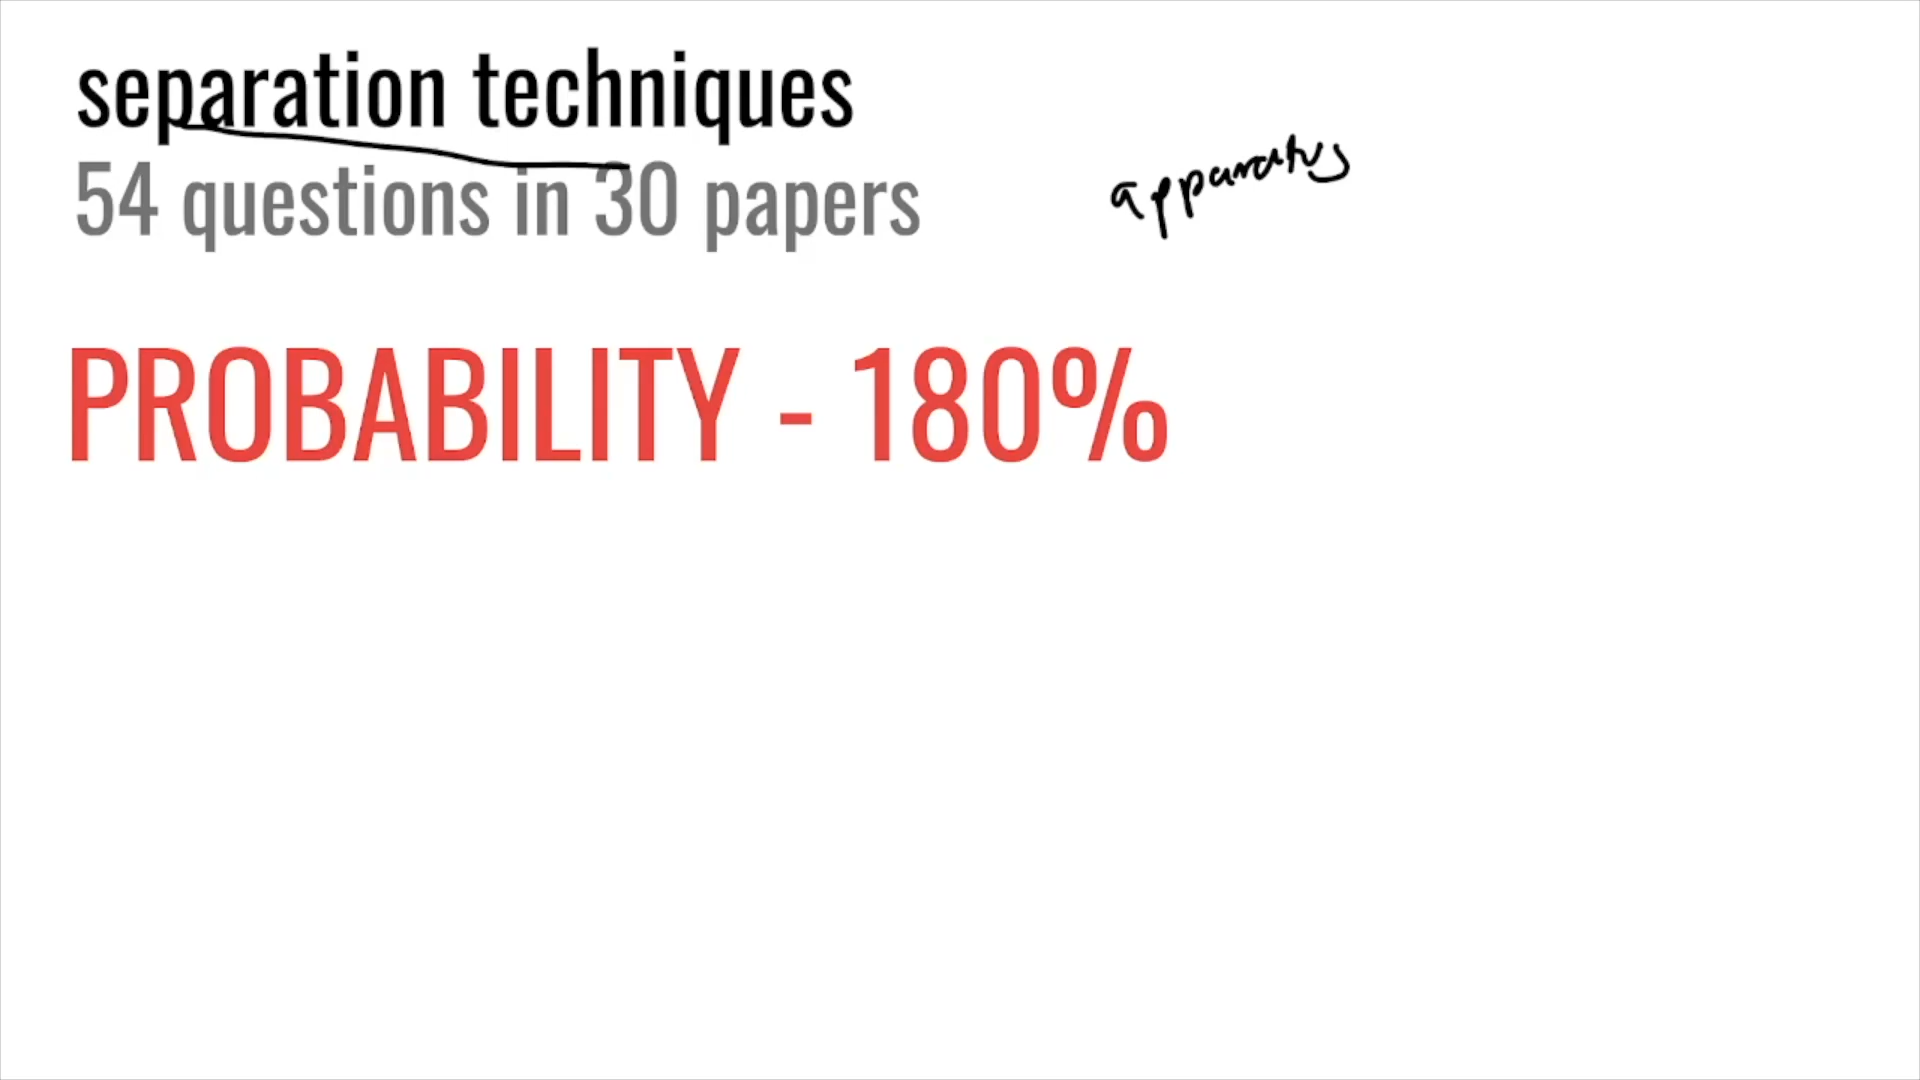 separation techniques
54 questions in 30 papers
apparatus
PROBABILITY - 180%